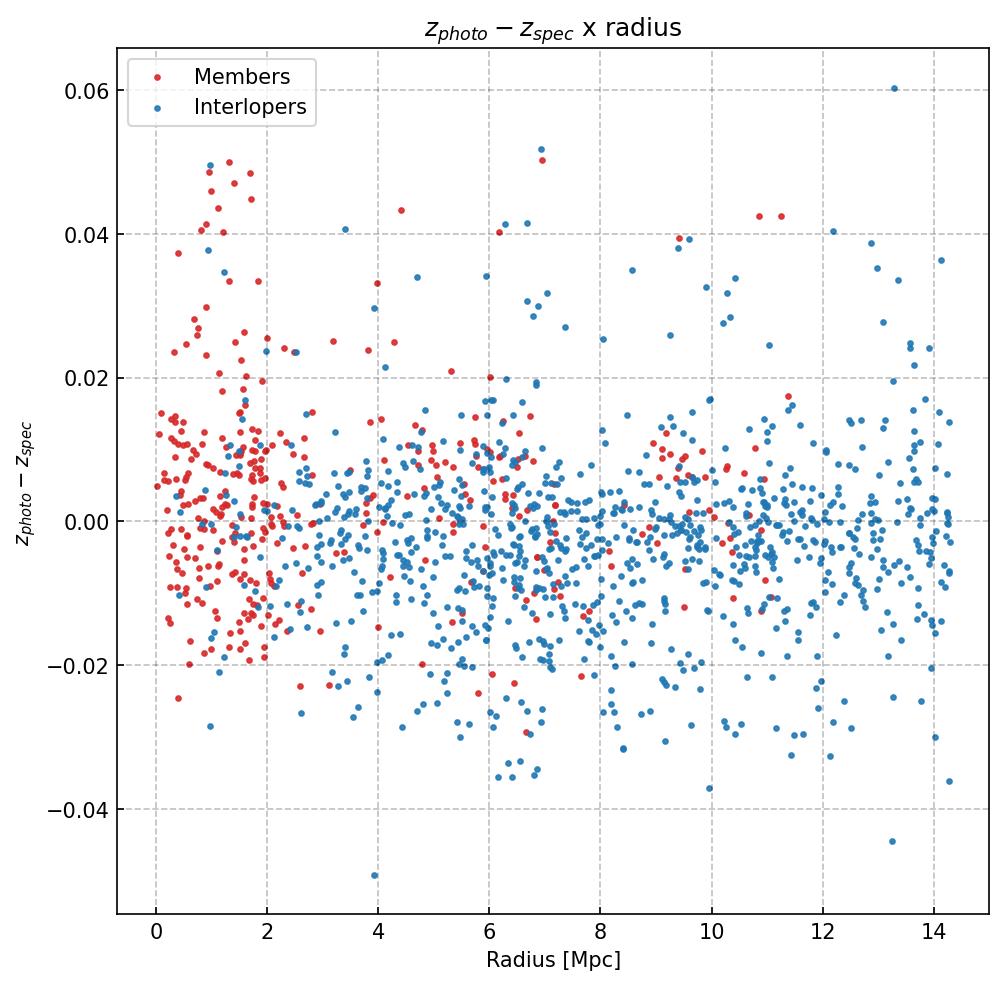 z_photo − z_spec x radius
Members
Interlopers
0.06
0.04
0.02
0.00
−0.02
−0.04
z_photo − z_spec
0 2 4 6 8 10 12 14
Radius [Mpc]